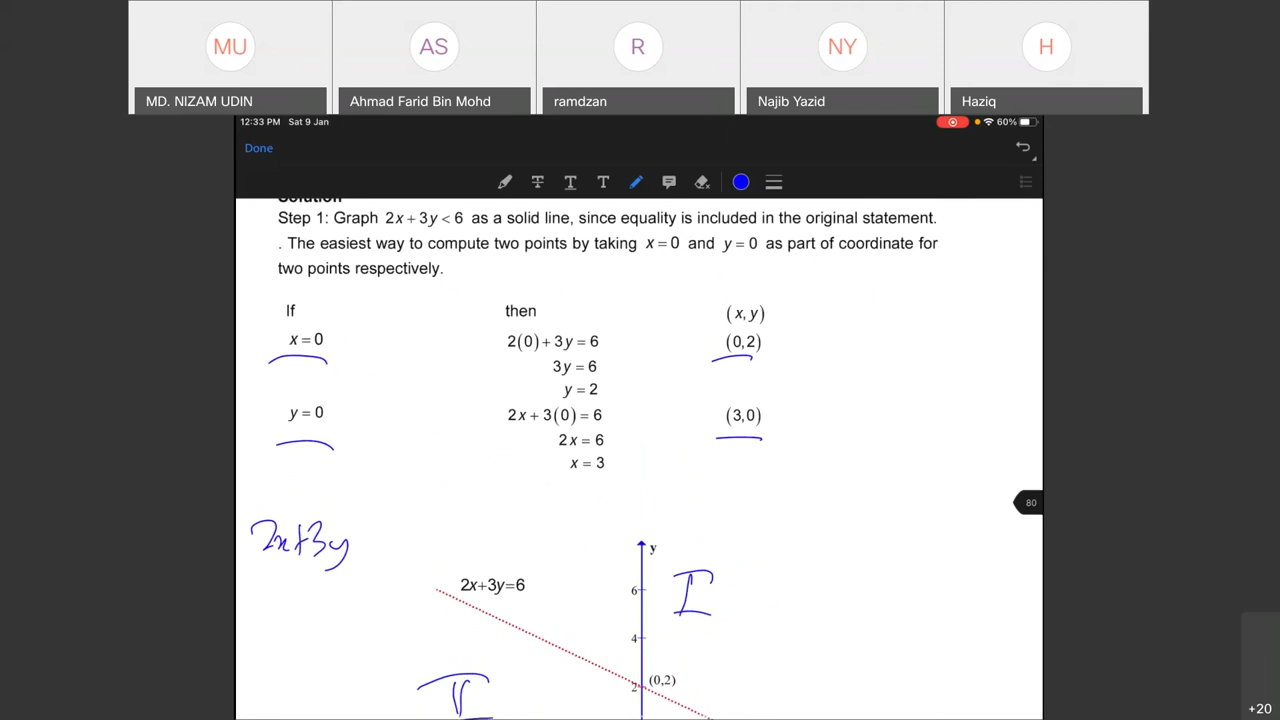 MU
AS
R
NY
H
MD. NIZAM UDIN
Ahmad Farid Bin Mohd
ramdzan
Najib Yazid
Haziq
12:33 PM Sat 9 Jan
60%
Done
T T T
Solution
Step 1: Graph 2x + 3y < 6 as a solid line, since equality is included in the original statement.
. The easiest way to compute two points by taking x = 0 and y = 0 as part of coordinate for
two points respectively.
If then (x, y)
x = 0 2(0) + 3y = 6 (0,2)
3y = 6
y = 2
y = 0 2x + 3(0) = 6 (3,0)
2x = 6
x = 3
80
2x+3y
y
2x+3y=6
6
I
4
(0,2)
2
II
+20